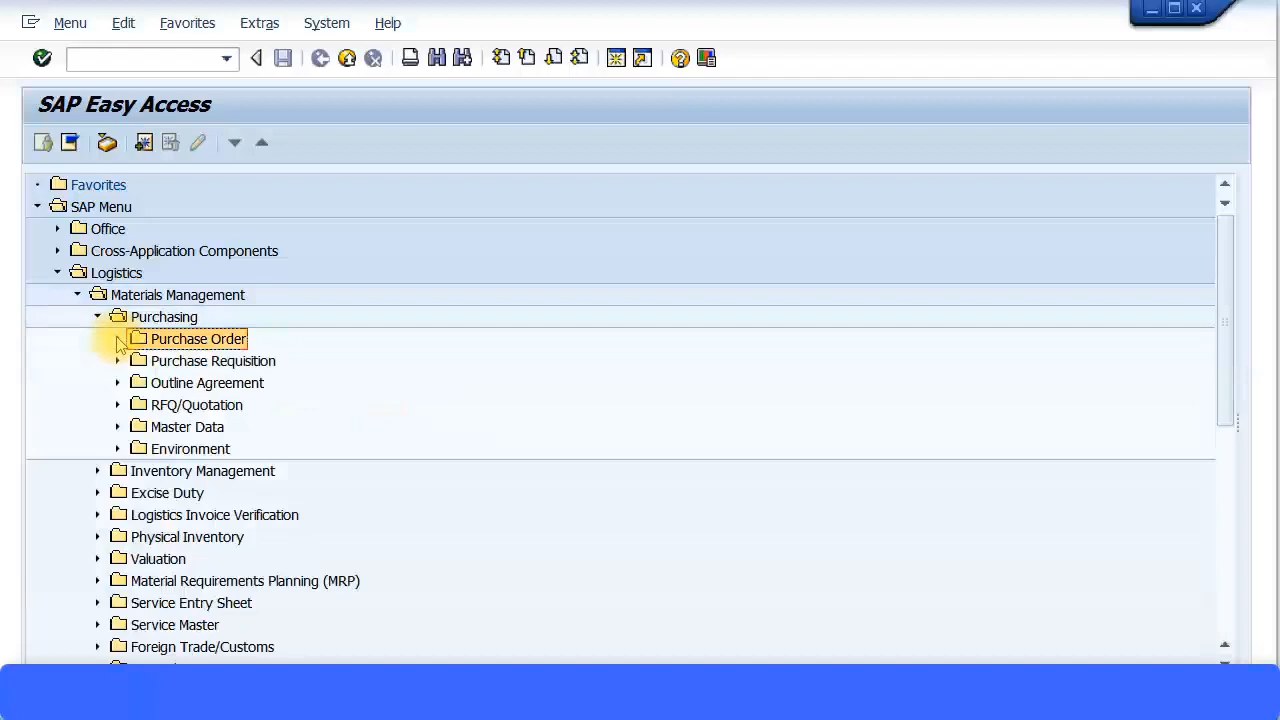 Menu Edit Favorites Extras System Help
SAP Easy Access
Favorites
SAP Menu
Office
Cross-Application Components
Logistics
Materials Management
Purchasing
Purchase Order
Purchase Requisition
Outline Agreement
RFQ/Quotation
Master Data
Environment
Inventory Management
Excise Duty
Logistics Invoice Verification
Physical Inventory
Valuation
Material Requirements Planning (MRP)
Service Entry Sheet
Service Master
Foreign Trade/Customs